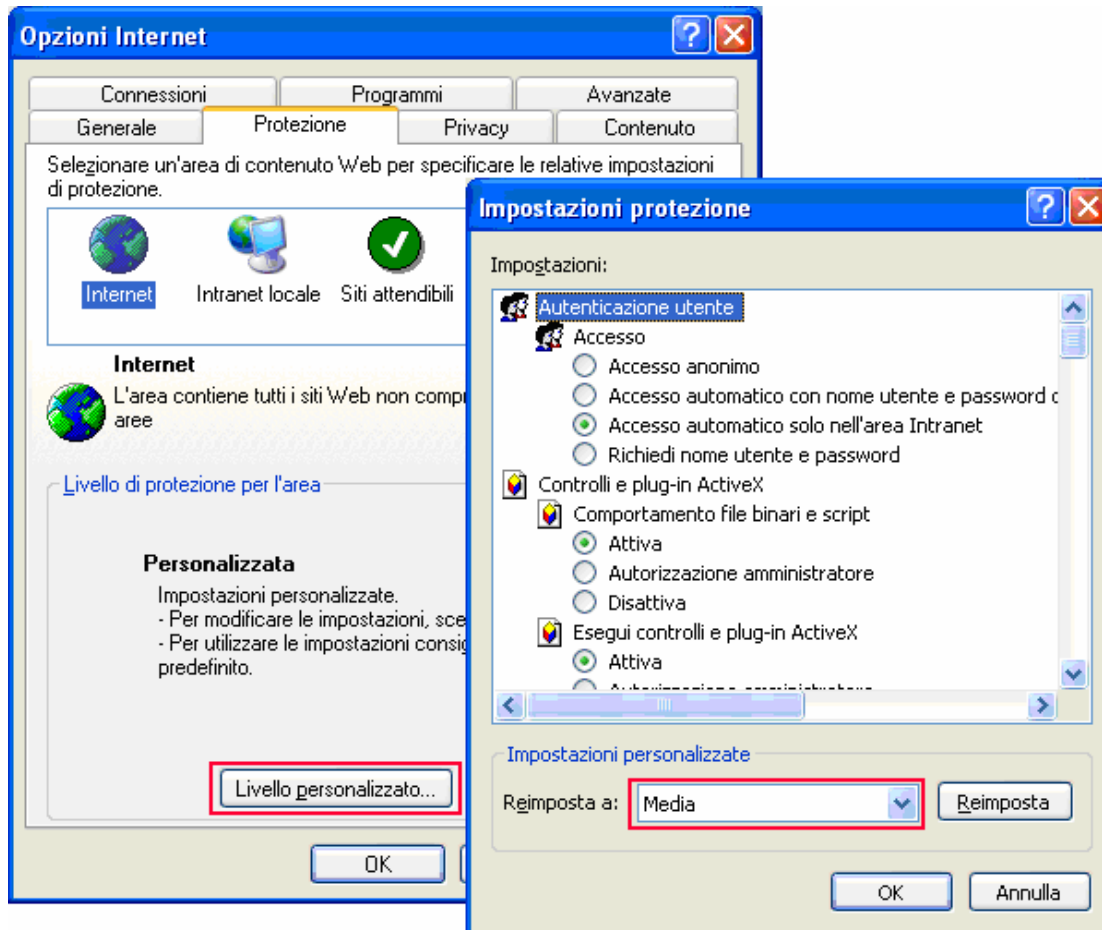 Opzioni Internet
Connessioni
Programmi
Avanzate
Generale
Protezione
Privacy
Contenuto
Selezionare un'area di contenuto Web per specificare le relative impostazioni
di protezione.
Internet
Intranet locale
Siti attendibili
Internet
L'area contiene tutti i siti Web non
aree
Livello di protezione per l'area
Personalizzata
Impostazioni personalizzate.
- Per modificare le impostazioni,
- Per utilizzare le impostazioni
predefinito.
Livello personalizzato...
OK
Impostazioni protezione
Impostazioni:
Autenticazione utente
Accesso
Accesso anonimo
Accesso automatico con nome utente e password
Accesso automatico solo nell'area Intranet
Richiedi nome utente e password
Controlli e plug-in ActiveX
Comportamento file binari e script
Attiva
Autorizzazione amministratore
Disattiva
Esegui controlli e plug-in ActiveX
Attiva
Impostazioni personalizzate
Reimposta a:
Media
Reimposta
OK
Annulla